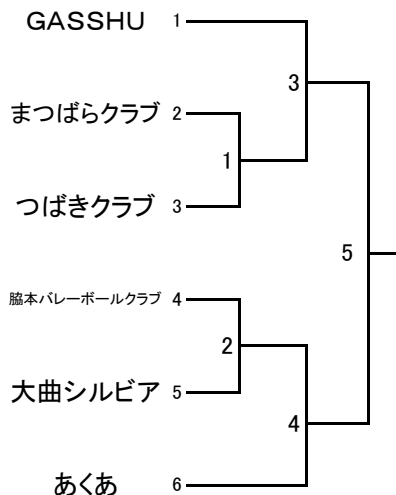 GASSHU 1
3
まつばらクラブ 2
1
つばきクラブ 3
5
脇本バレーボールクラブ 4
2
大曲シルビア 5
4
あくあ 6